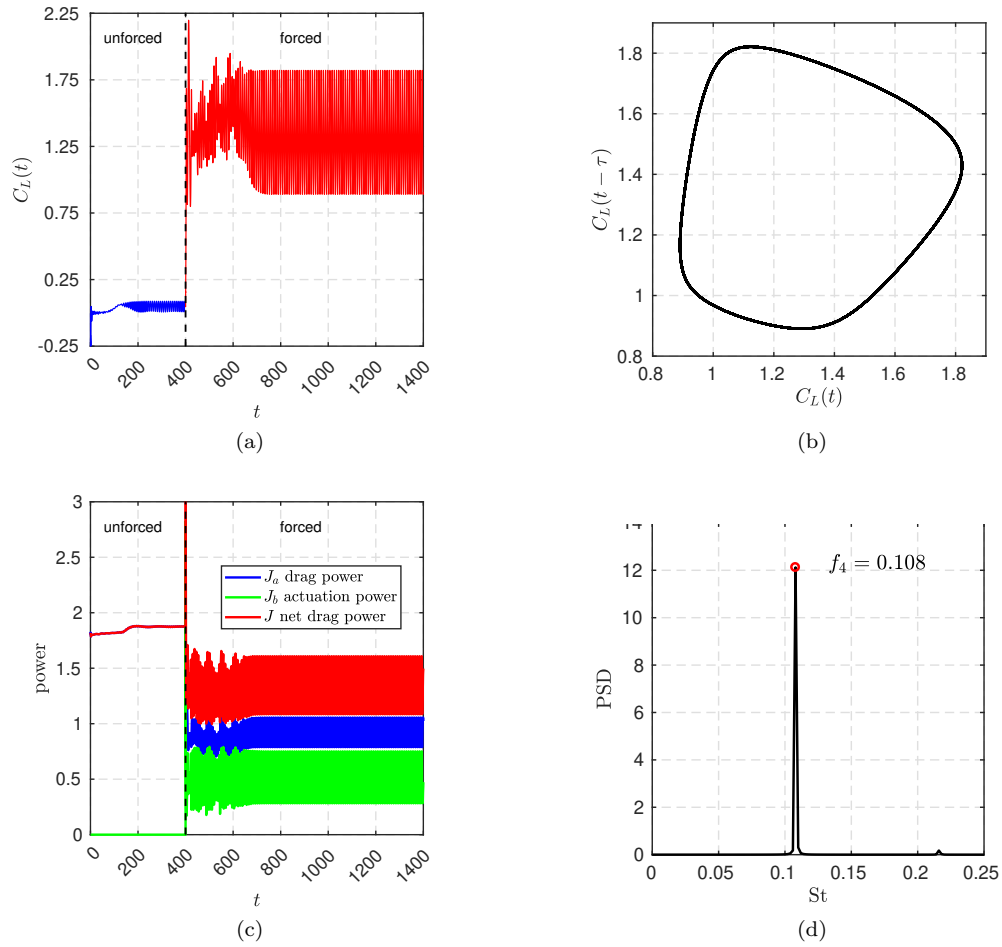 2.25
1.75
1.25
0.75
0.25
-0.25
C_L(t)
unforced
forced
0
200
400
600
800
1000
1200
1400
t
(a)
1.8
1.6
1.4
1.2
1
0.8
C_L(t − τ)
0.8
1
1.2
1.4
1.6
1.8
C_L(t)
(b)
3
2.5
2
1.5
1
0.5
0
power
unforced
forced
J_a drag power
J_b actuation power
J net drag power
0
200
400
600
800
1000
1200
1400
t
(c)
14
12
10
8
6
4
2
0
PSD
f_4 = 0.108
0
0.05
0.1
0.15
0.2
0.25
St
(d)